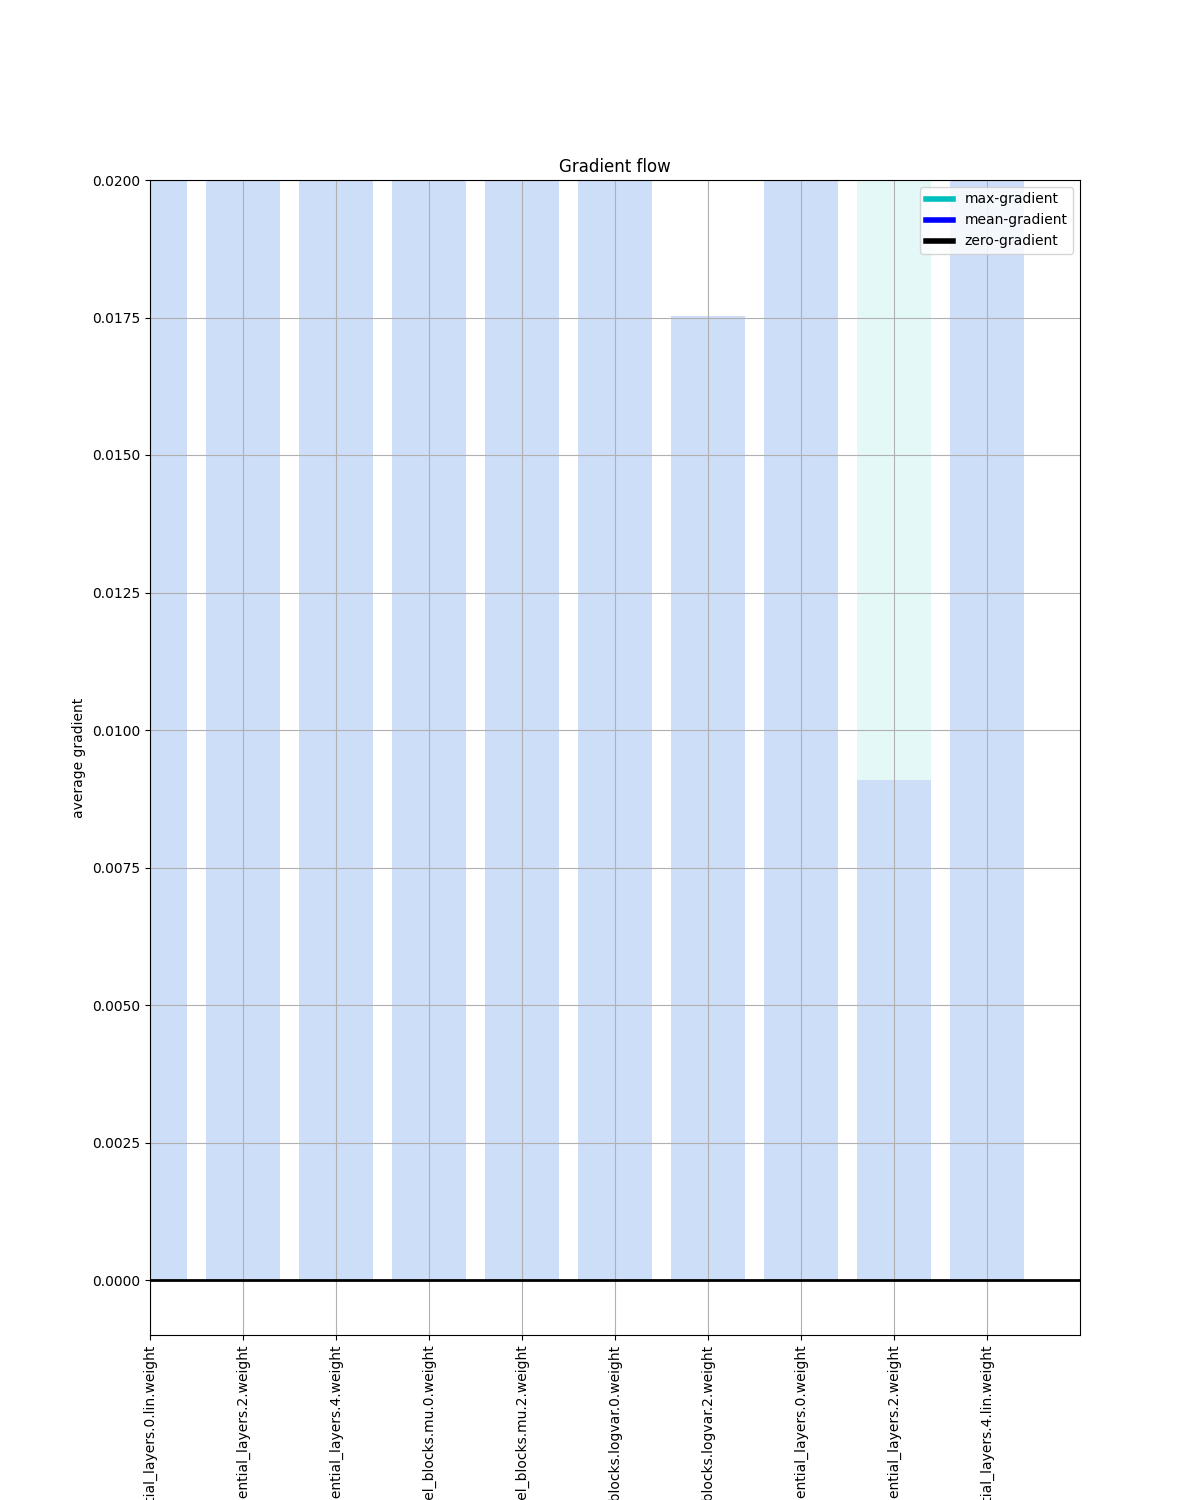 Gradient flow
max-gradient
mean-gradient
zero-gradient
0.0200
0.0175
0.0150
0.0125
0.0100
0.0075
0.0050
0.0025
0.0000
average gradient
tial_layers.0.lin.weight
ential_layers.2.weight
ential_layers.4.weight
el_blocks.mu.0.weight
el_blocks.mu.2.weight
blocks.logvar.0.weight
blocks.logvar.2.weight
ential_layers.0.weight
ential_layers.2.weight
tial_layers.4.lin.weight